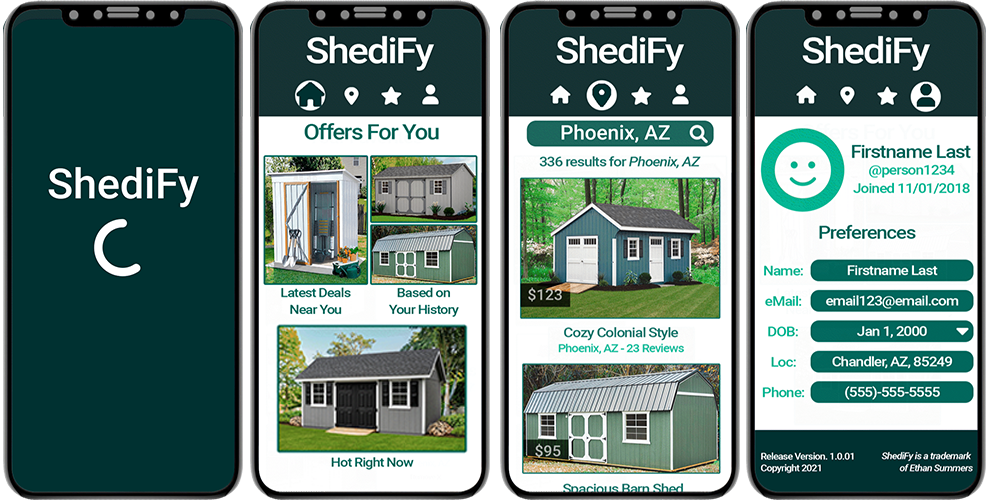 ShediFy
ShediFy
Offers For You
Latest Deals
Near You
Based on
Your History
Hot Right Now
ShediFy
Phoenix, AZ
336 results for Phoenix, AZ
$123
Cozy Colonial Style
Phoenix, AZ - 23 Reviews
$95
Spacious Barn Shed
ShediFy
Firstname Last
@person1234
Joined 11/01/2018
Preferences
Name: Firstname Last
eMail: email123@email.com
DOB: Jan 1, 2000
Loc: Chandler, AZ, 85249
Phone: (555)-555-5555
Release Version. 1.0.01
Copyright 2021
ShediFy is a trademark
of Ethan Summers